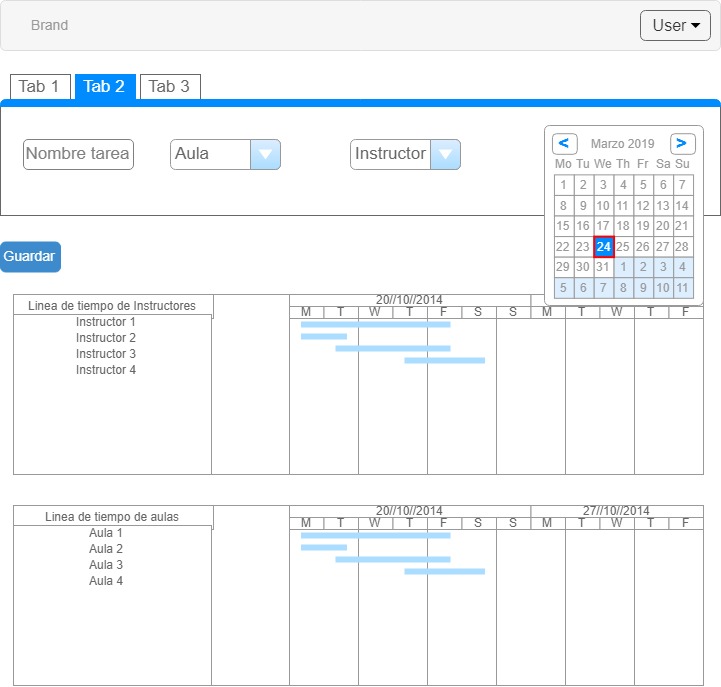 Brand
User
Tab 1 Tab 2 Tab 3
Nombre tarea Aula Instructor
< Marzo 2019 >
Mo Tu We Th Fr Sa Su
1 2 3 4 5 6 7
8 9 10 11 12 13 14
15 16 17 18 19 20 21
22 23 24 25 26 27 28
29 30 31 1 2 3 4
5 6 7 8 9 10 11
Guardar
Linea de tiempo de Instructores
20//10//2014
M T W T F S S M T W T F
Instructor 1
Instructor 2
Instructor 3
Instructor 4
Linea de tiempo de aulas
20//10//2014 27//10//2014
M T W T F S S M T W T F
Aula 1
Aula 2
Aula 3
Aula 4